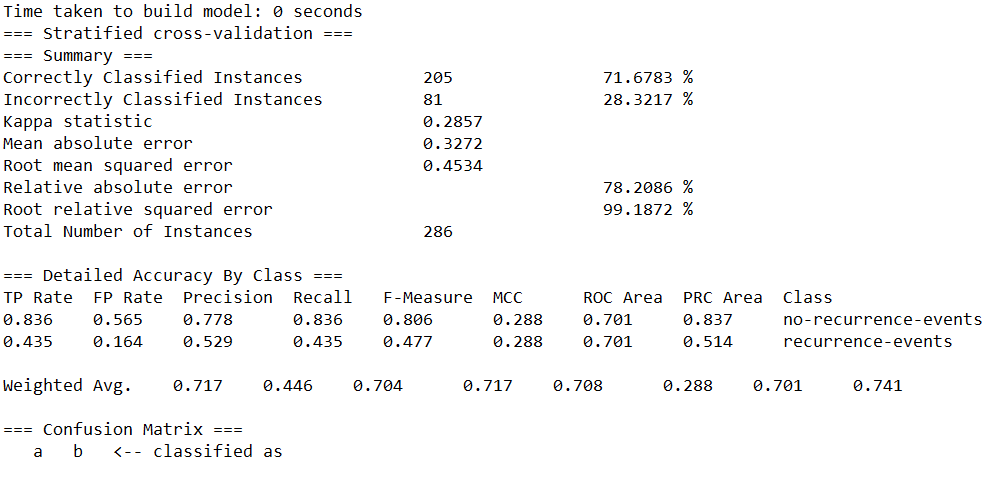 Time taken to build model: 0 seconds
=== Stratified cross-validation ===
=== Summary ===
Correctly Classified Instances 205 71.6783 %
Incorrectly Classified Instances 81 28.3217 %
Kappa statistic 0.2857
Mean absolute error 0.3272
Root mean squared error 0.4534
Relative absolute error 78.2086 %
Root relative squared error 99.1872 %
Total Number of Instances 286
=== Detailed Accuracy By Class ===
TP Rate FP Rate Precision Recall F-Measure MCC ROC Area PRC Area Class
0.836 0.565 0.778 0.836 0.806 0.288 0.701 0.837 no-recurrence-events
0.435 0.164 0.529 0.435 0.477 0.288 0.701 0.514 recurrence-events
Weighted Avg. 0.717 0.446 0.704 0.717 0.708 0.288 0.701 0.741
=== Confusion Matrix ===
a b <-- classified as